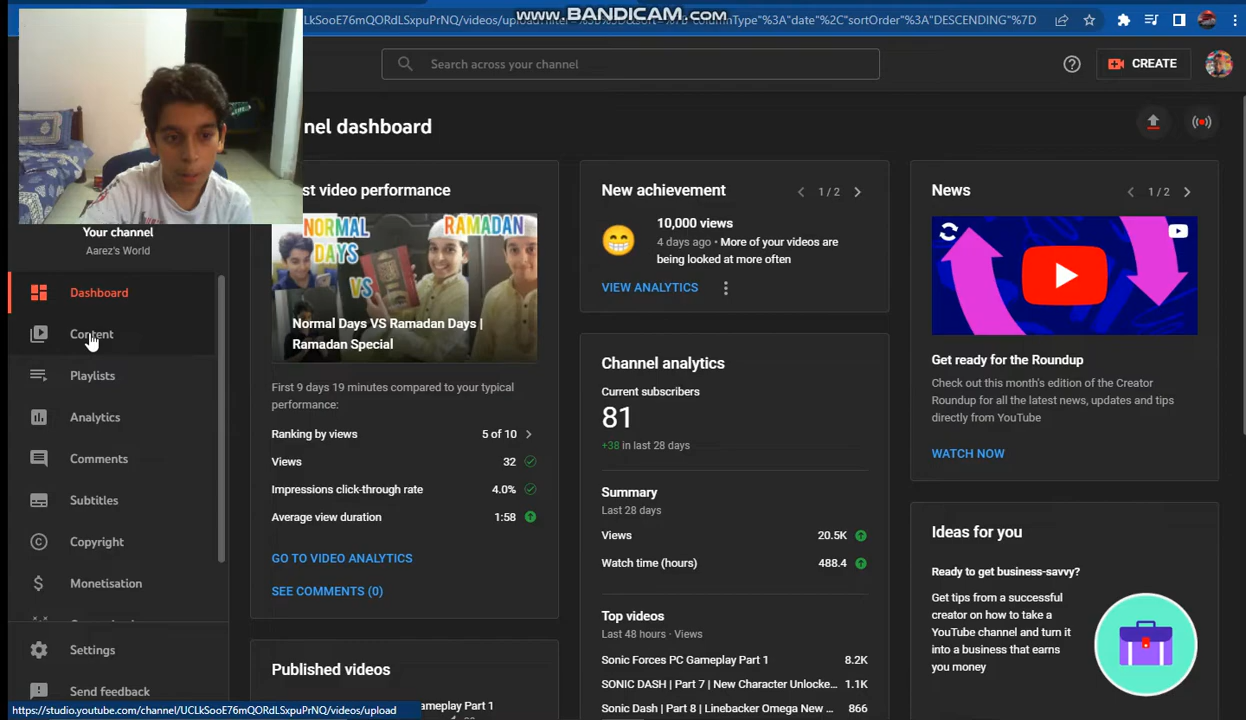 www.BANDICAM.com
CLkSooE76mQORdLSxpuPrNQ/videos/upload?filter=%5B%5D&sort=%7B"columnType"%3A"date"%2C"sortOrder"%3A"DESCENDING"%7D
Search across your channel
CREATE
nel dashboard
Your channel
Aarez's World
Dashboard
Content
Playlists
Analytics
Comments
Subtitles
Copyright
Monetisation
Settings
Send feedback
st video performance
NORMAL DAYS VS RAMADAN
Normal Days VS Ramadan Days |
Ramadan Special
First 9 days 19 minutes compared to your typical
performance:
Ranking by views 5 of 10
Views 32
Impressions click-through rate 4.0%
Average view duration 1:58
GO TO VIDEO ANALYTICS
SEE COMMENTS (0)
Published videos
Gameplay Part 1
New achievement 1 / 2
10,000 views
4 days ago • More of your videos are
being looked at more often
VIEW ANALYTICS
Channel analytics
Current subscribers
81
+38 in last 28 days
Summary
Last 28 days
Views 20.5K
Watch time (hours) 488.4
Top videos
Last 48 hours · Views
Sonic Forces PC Gameplay Part 1 8.2K
SONIC DASH | Part 7 | New Character Unlocke... 1.1K
Sonic Dash | Part 8 | Linebacker Omega New ... 866
News 1 / 2
Get ready for the Roundup
Check out this month's edition of the Creator
Roundup for all the latest news, updates and tips
directly from YouTube
WATCH NOW
Ideas for you
Ready to get business-savvy?
Get tips from a successful
creator on how to take a
YouTube channel and turn it
into a business that earns
you money
https://studio.youtube.com/channel/UCLkSooE76mQORdLSxpuPrNQ/videos/upload